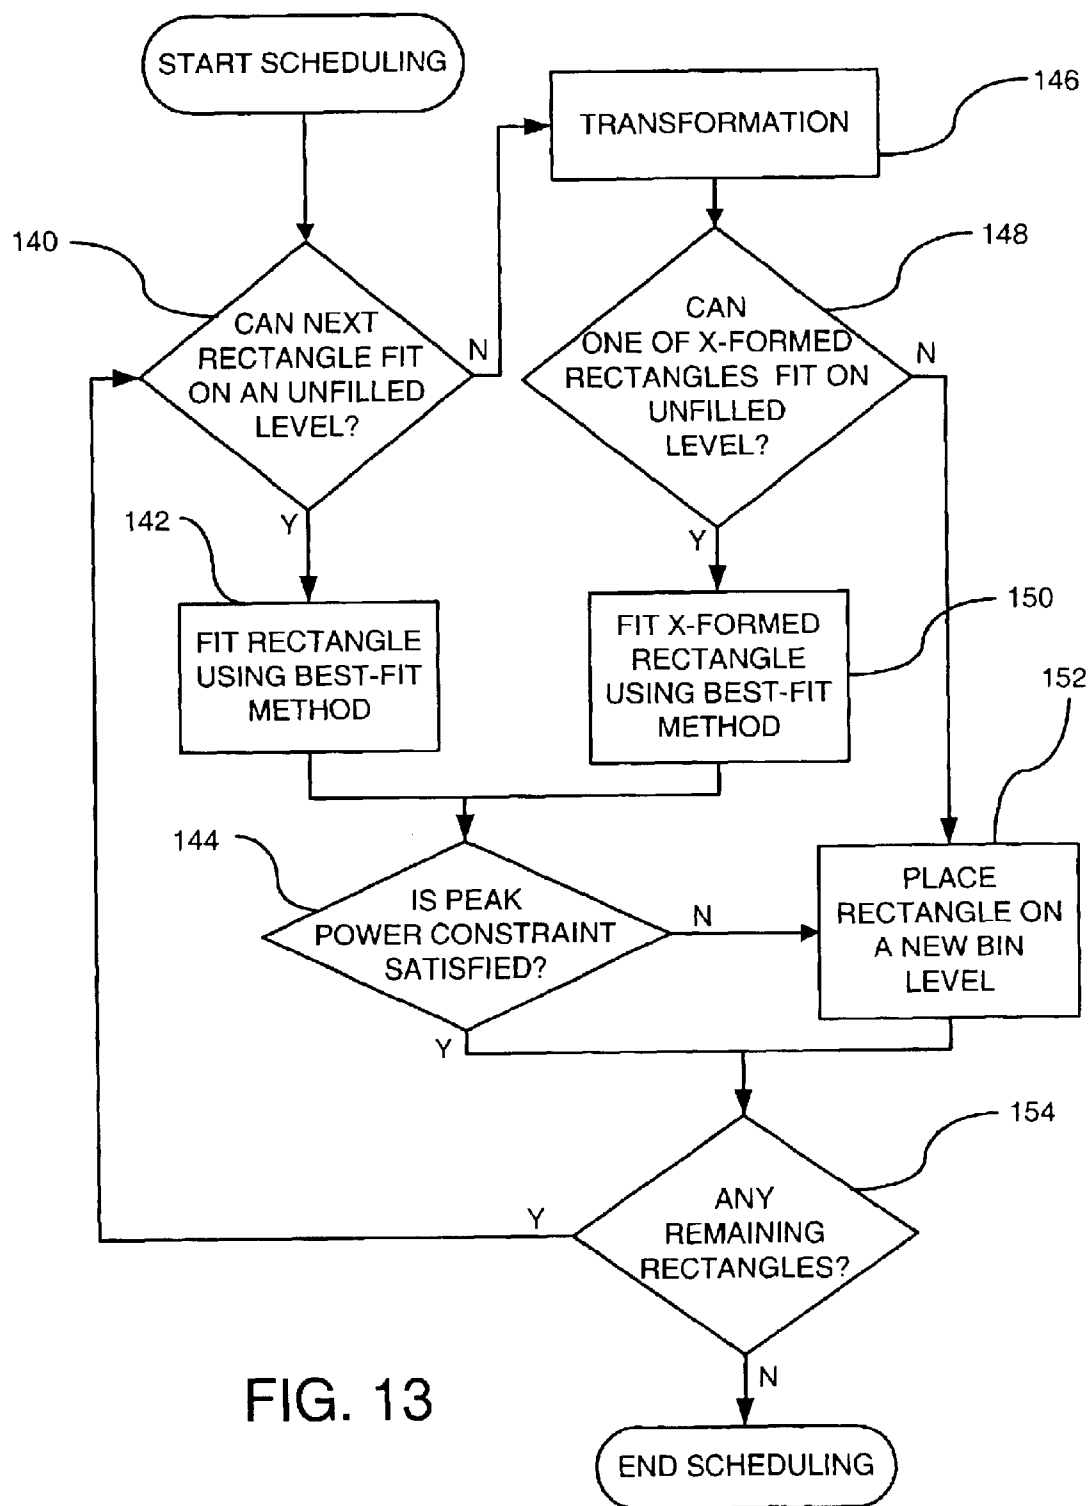 START SCHEDULING
146
TRANSFORMATION
140
148
CAN NEXT
RECTANGLE FIT
ON AN UNFILLED
LEVEL?
N
CAN
ONE OF X-FORMED
RECTANGLES FIT ON
UNFILLED
LEVEL?
N
142
Y
Y
FIT RECTANGLE
USING BEST-FIT
METHOD
FIT X-FORMED
RECTANGLE
USING BEST-FIT
METHOD
150
152
144
IS PEAK
POWER CONSTRAINT
SATISFIED?
N
PLACE
RECTANGLE ON
A NEW BIN
LEVEL
Y
154
ANY
REMAINING
RECTANGLES?
Y
N
FIG. 13
END SCHEDULING